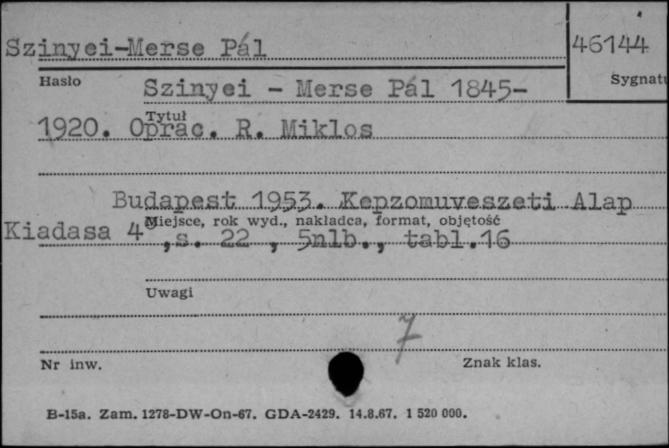 Szinyei-Merse Pál 46144
Hasło Szinyei - Merse Pál 1845- Sygnatu
Tytuł
1920. Oprac. R. Miklos
Budapest 1953. Kepzomuveszeti Alap
Miejsce, rok wyd., nakładca, format, objętość
Kiadasa 4°,s. 22 , 5nlb., tabl.16
Uwagi
7
Nr inw. Znak klas.
B-15a. Zam. 1278-DW-On-67. GDA-2429. 14.8.67. 1 520 000.